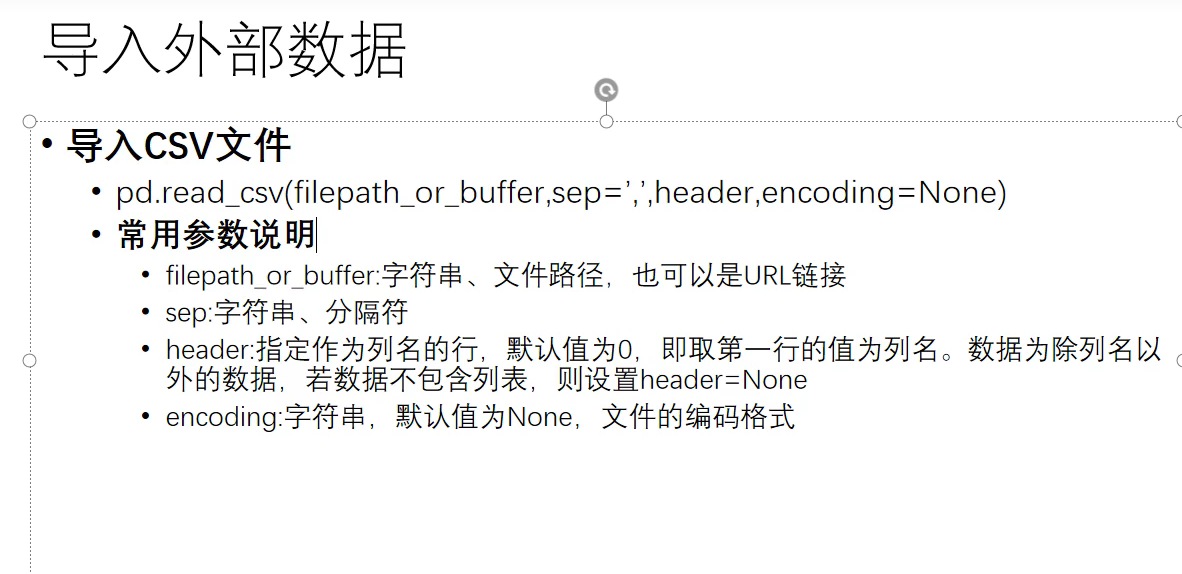 导入外部数据
• 导入CSV文件
• pd.read_csv(filepath_or_buffer,sep=’,’,header,encoding=None)
• 常用参数说明
• filepath_or_buffer:字符串、文件路径，也可以是URL链接
• sep:字符串、分隔符
• header:指定作为列名的行，默认值为0，即取第一行的值为列名。数据为除列名以
外的数据，若数据不包含列表，则设置header=None
• encoding:字符串，默认值为None，文件的编码格式